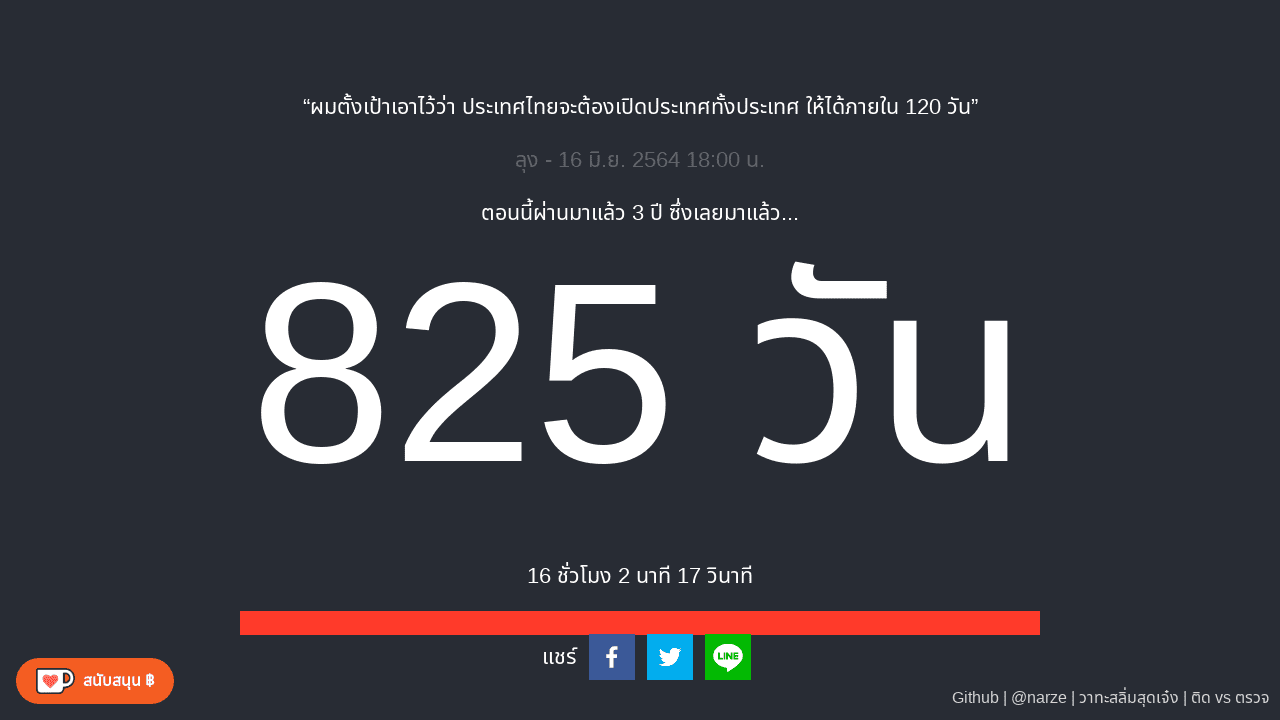 “ผมตั้งเป้าเอาไว้ว่า ประเทศไทยจะต้องเปิดประเทศทั้งประเทศ ให้ได้ภายใน 120 วัน”
ลุง - 16 มิ.ย. 2564 18:00 น.
ตอนนี้ผ่านมาแล้ว 3 ปี ซึ่งเลยมาแล้ว...
825 วัน
16 ชั่วโมง 2 นาที 17 วินาที
แชร์
LINE
สนับสนุน ฿
Github | @narze | วาทะสลิ่มสุดเจ๋ง | ติด vs ตรวจ